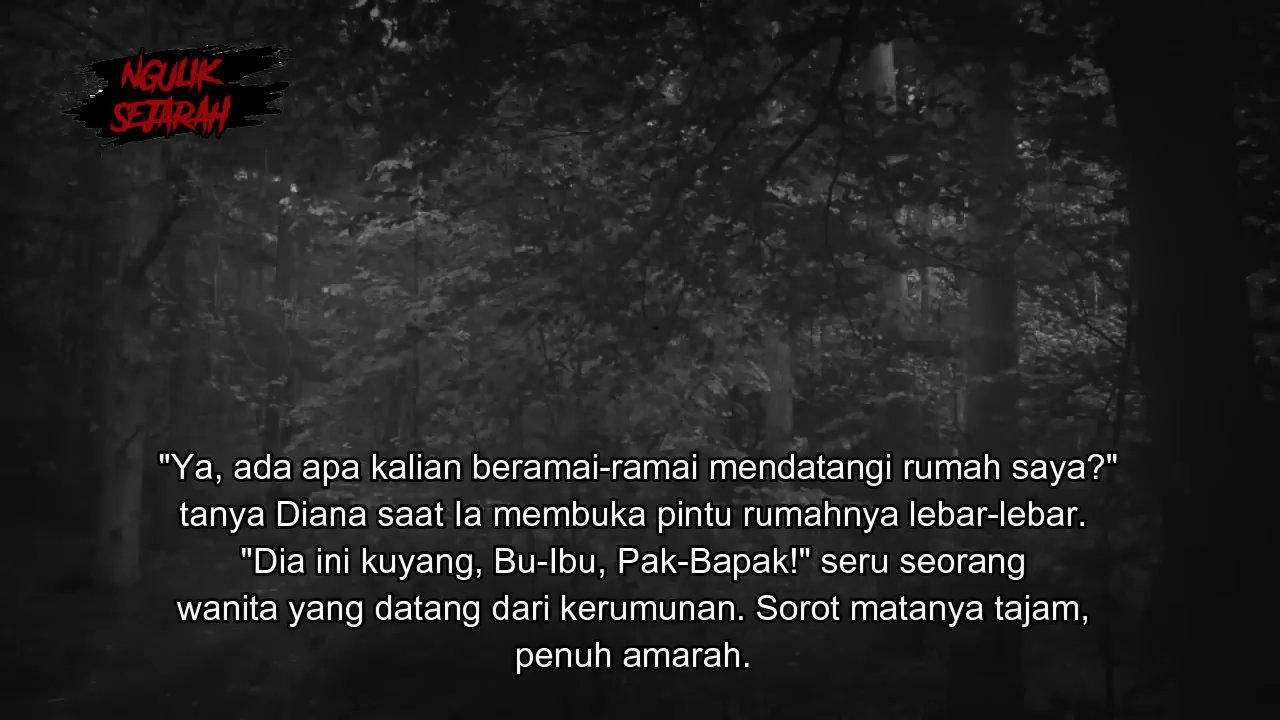 NGULIK
SEJARAH
"Ya, ada apa kalian beramai-ramai mendatangi rumah saya?"
tanya Diana saat Ia membuka pintu rumahnya lebar-lebar.
"Dia ini kuyang, Bu-Ibu, Pak-Bapak!" seru seorang
wanita yang datang dari kerumunan. Sorot matanya tajam,
penuh amarah.